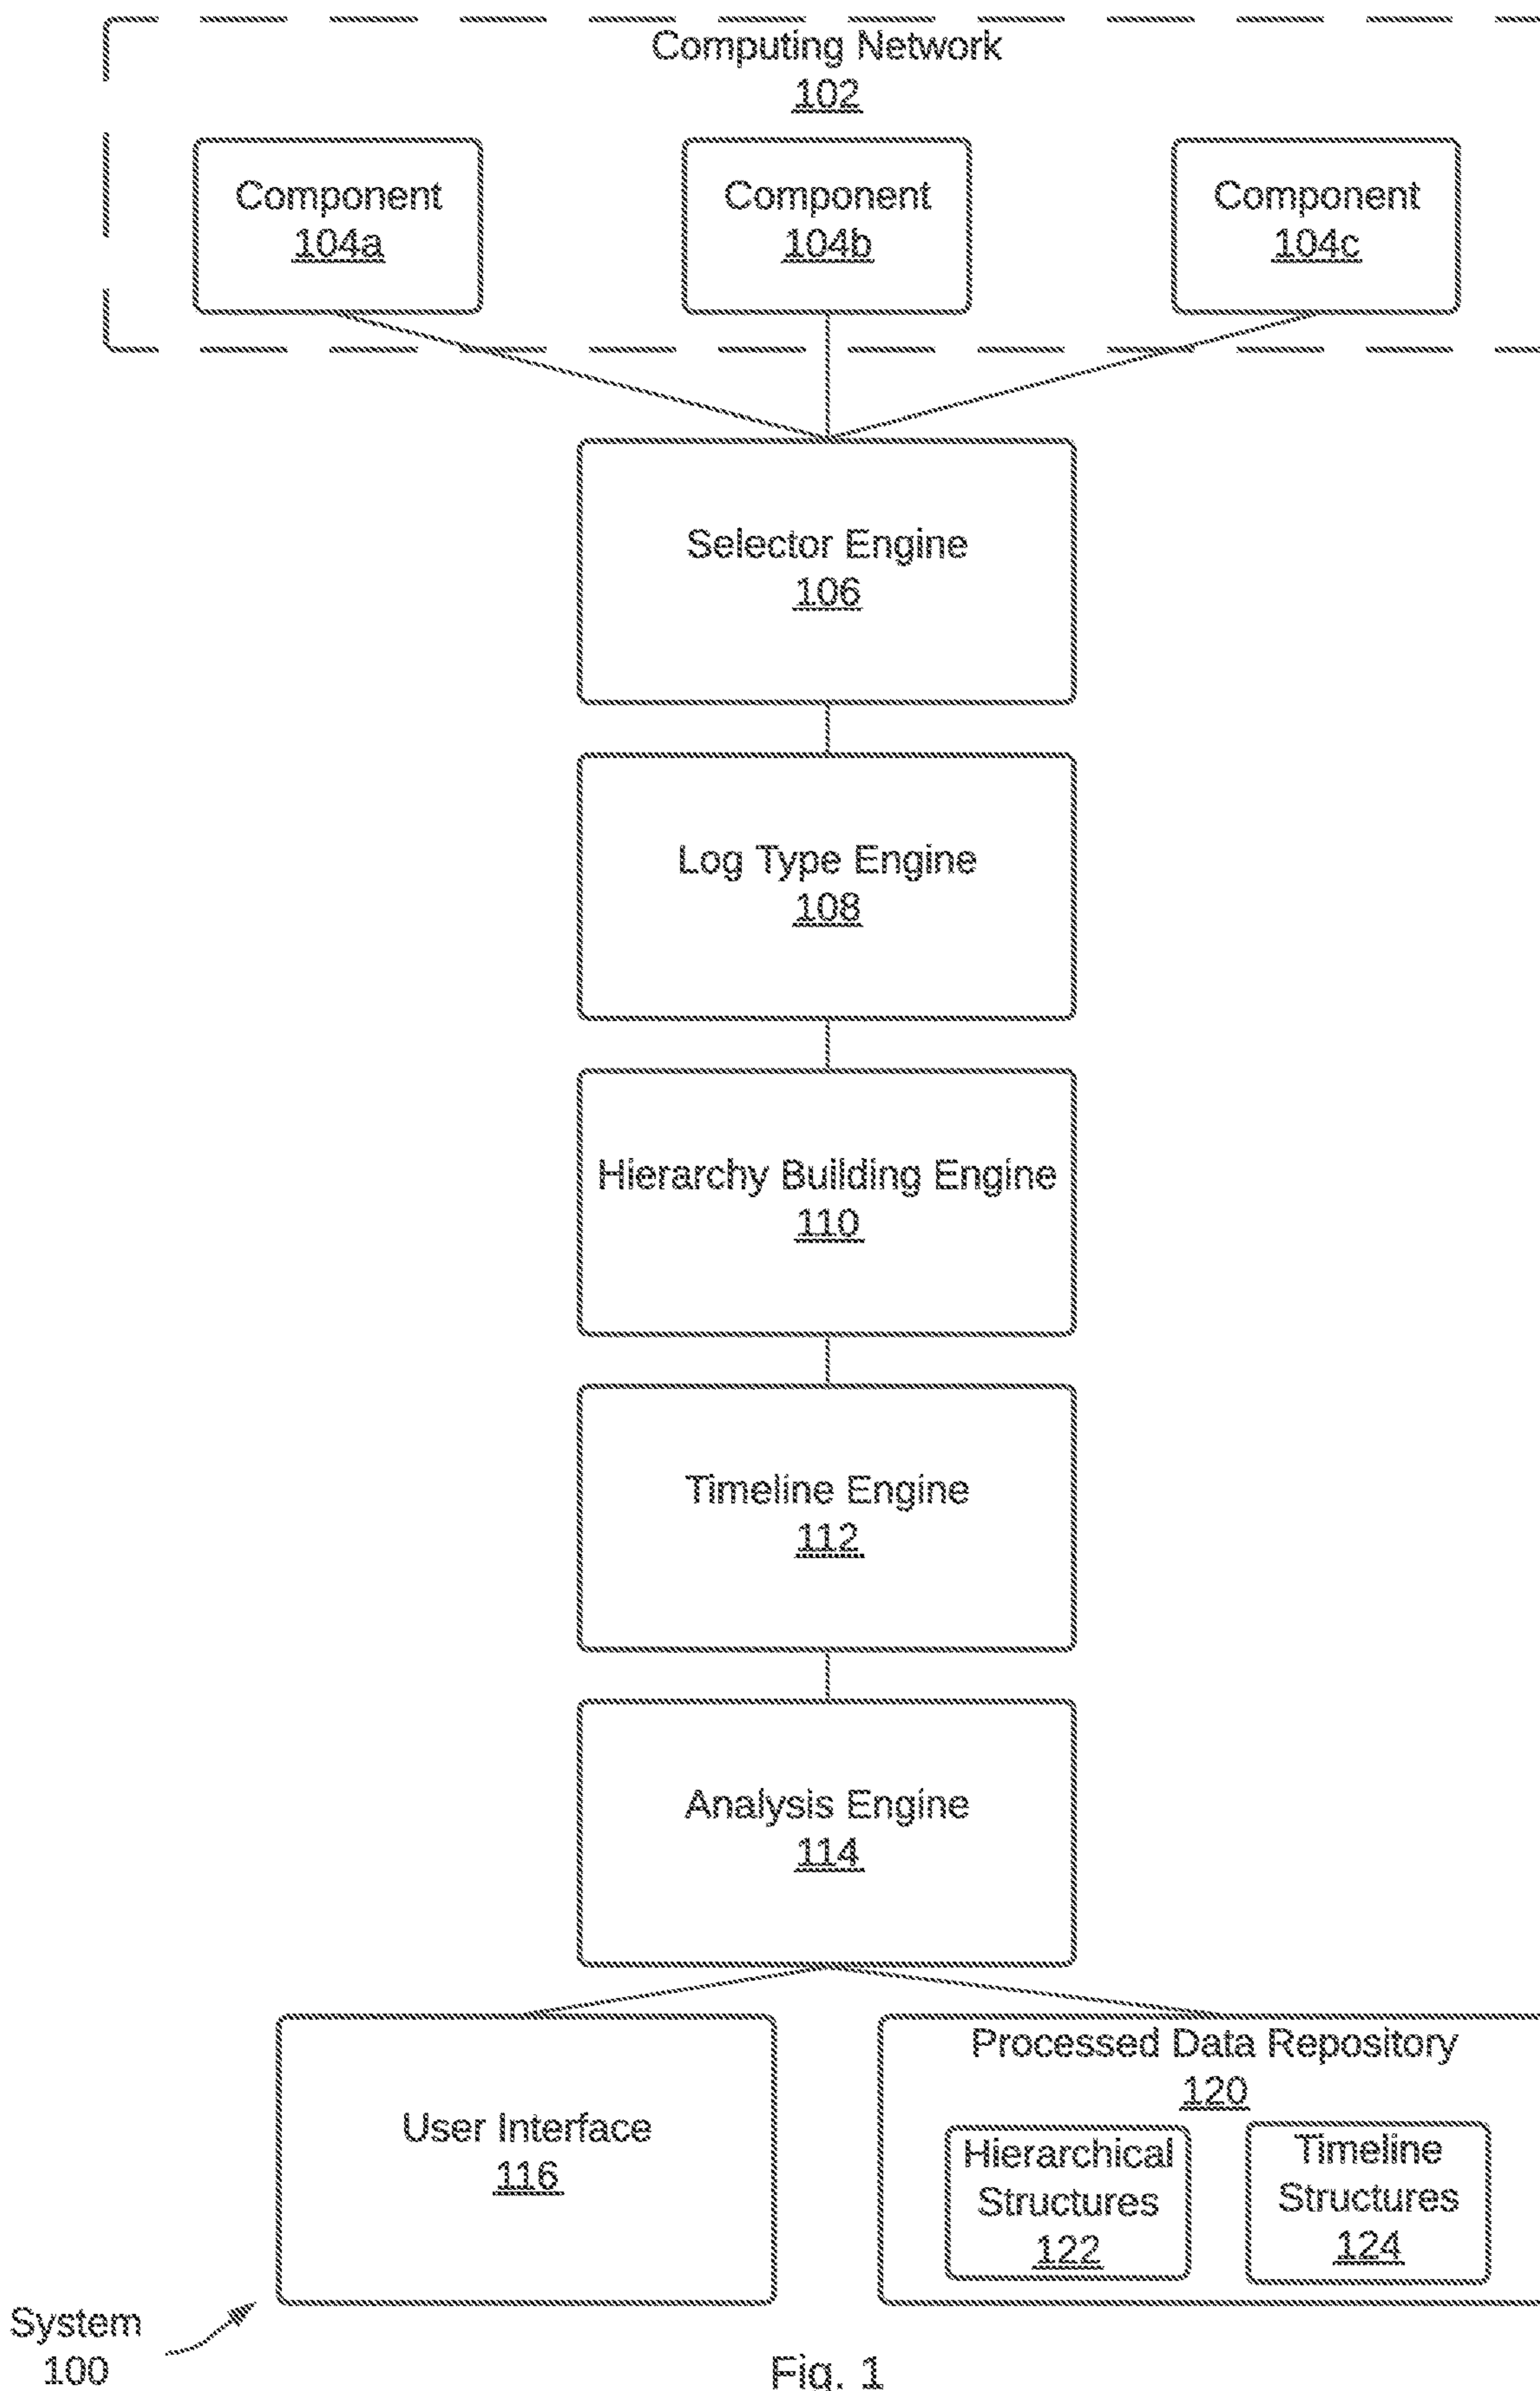 Computing Network
102
Component
104a
Component
104b
Component
104c
Selector Engine
106
Log Type Engine
108
Hierarchy Building Engine
110
Timeline Engine
112
Analysis Engine
114
User Interface
116
Processed Data Repository
120
Hierarchical
Structures
122
Timeline
Structures
124
System
100
Fig. 1